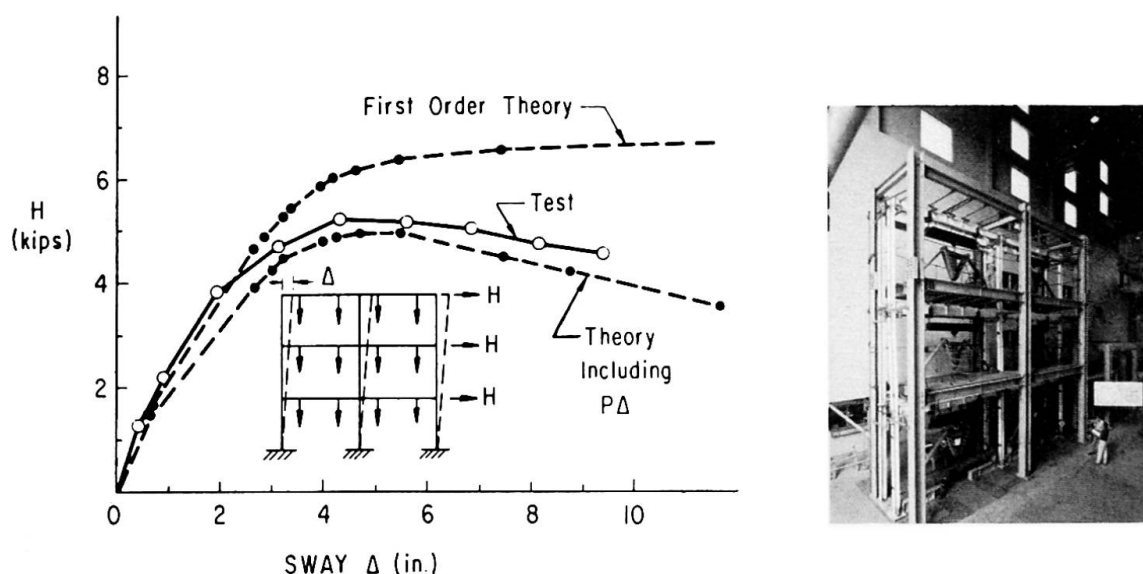 8
6
4
2
0
H
(kips)
First Order Theory
Test
Theory
Including
PΔ
Δ
H
H
H
0
2
4
6
8
10
SWAY Δ (in.)